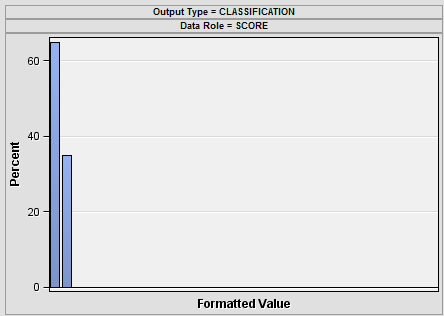 Output Type = CLASSIFICATION
Data Role = SCORE
60
40
20
0
Percent
Formatted Value